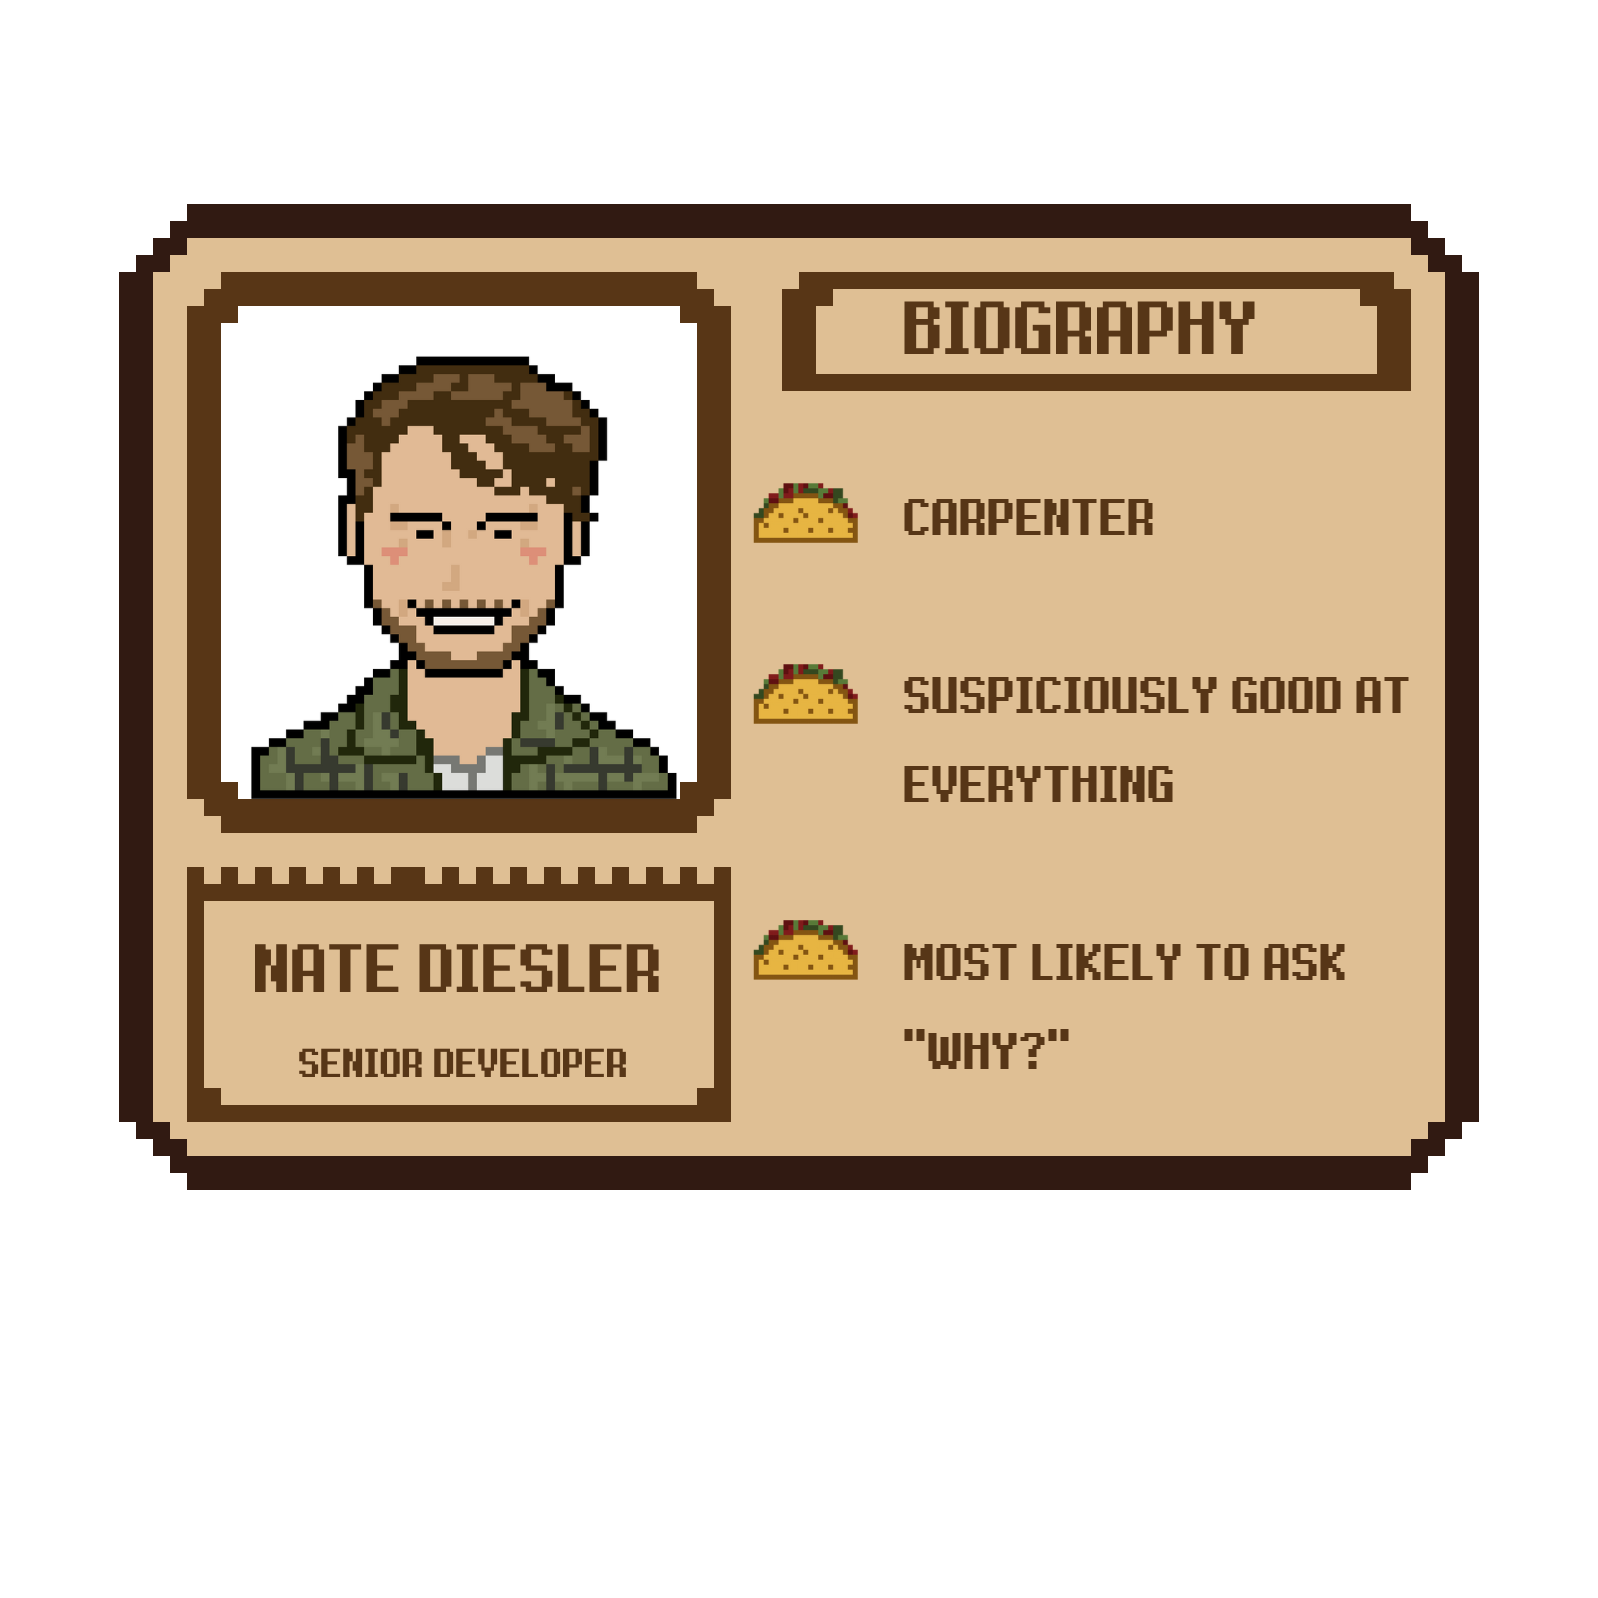 BIOGRAPHY
CARPENTER
SUSPICIOUSLY GOOD AT
EVERYTHING
MOST LIKELY TO ASK
"WHY?"
NATE DIESLER
SENIOR DEVELOPER